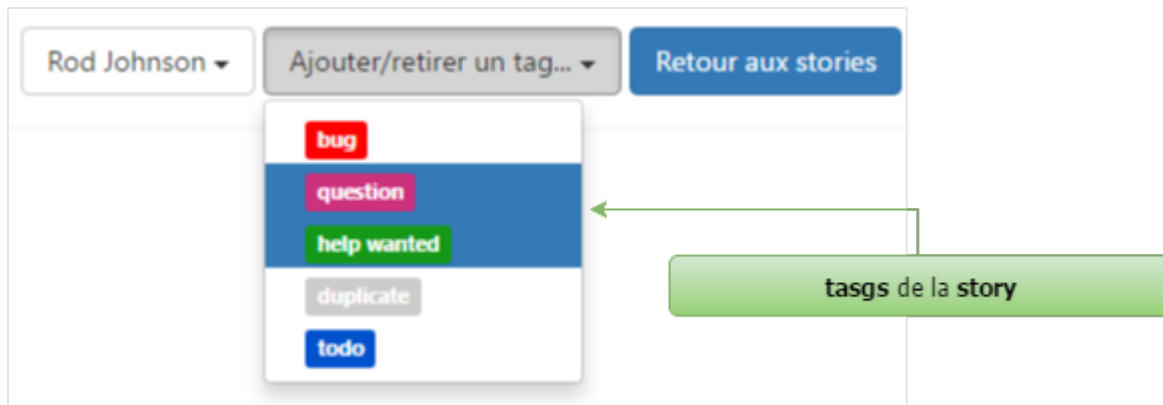 Rod Johnson
Ajouter/retirer un tag...
Retour aux stories
bug
question
help wanted
duplicate
todo
tasgs de la story